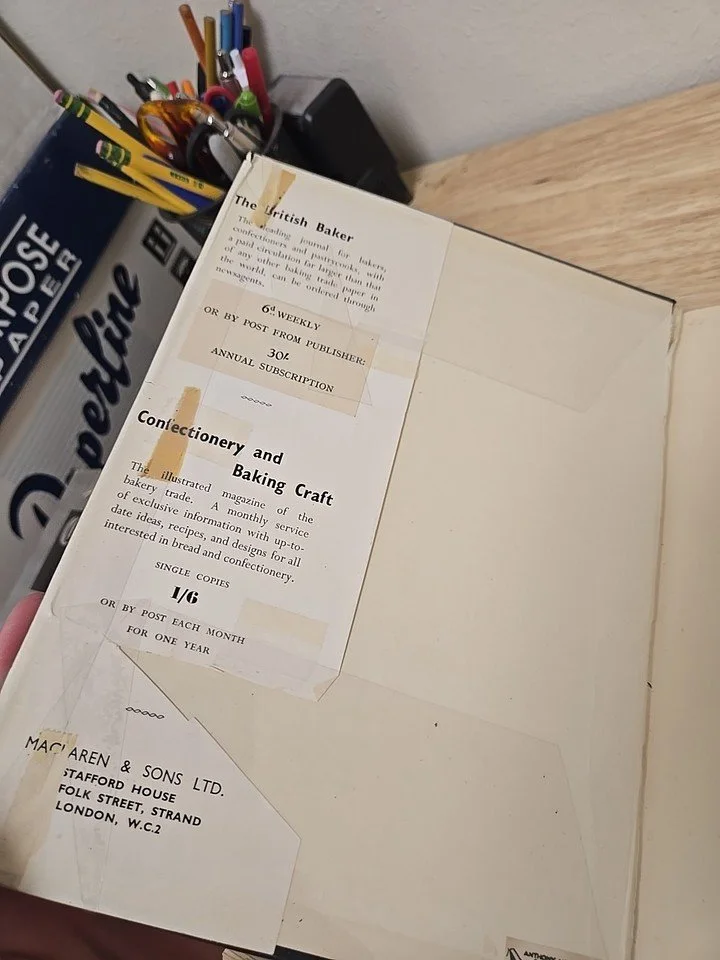 The British Baker
The leading journal for bakers,
confectioners and pastrycooks, with
a paid circulation far larger than that
of any other baking trade paper in
the world, can be ordered through
newsagents.
6d. WEEKLY
OR BY POST FROM PUBLISHER:
30/-
ANNUAL SUBSCRIPTION
Confectionery and
Baking Craft
The illustrated magazine of the
bakery trade. A monthly service
of exclusive information with up-to-
date ideas, recipes, and designs for all
interested in bread and confectionery.
SINGLE COPIES
1/6
OR BY POST EACH MONTH
FOR ONE YEAR
MACLAREN & SONS LTD.
STAFFORD HOUSE
FOLK STREET, STRAND
LONDON, W.C.2
ANTHONY
POSE
PAPER
perline